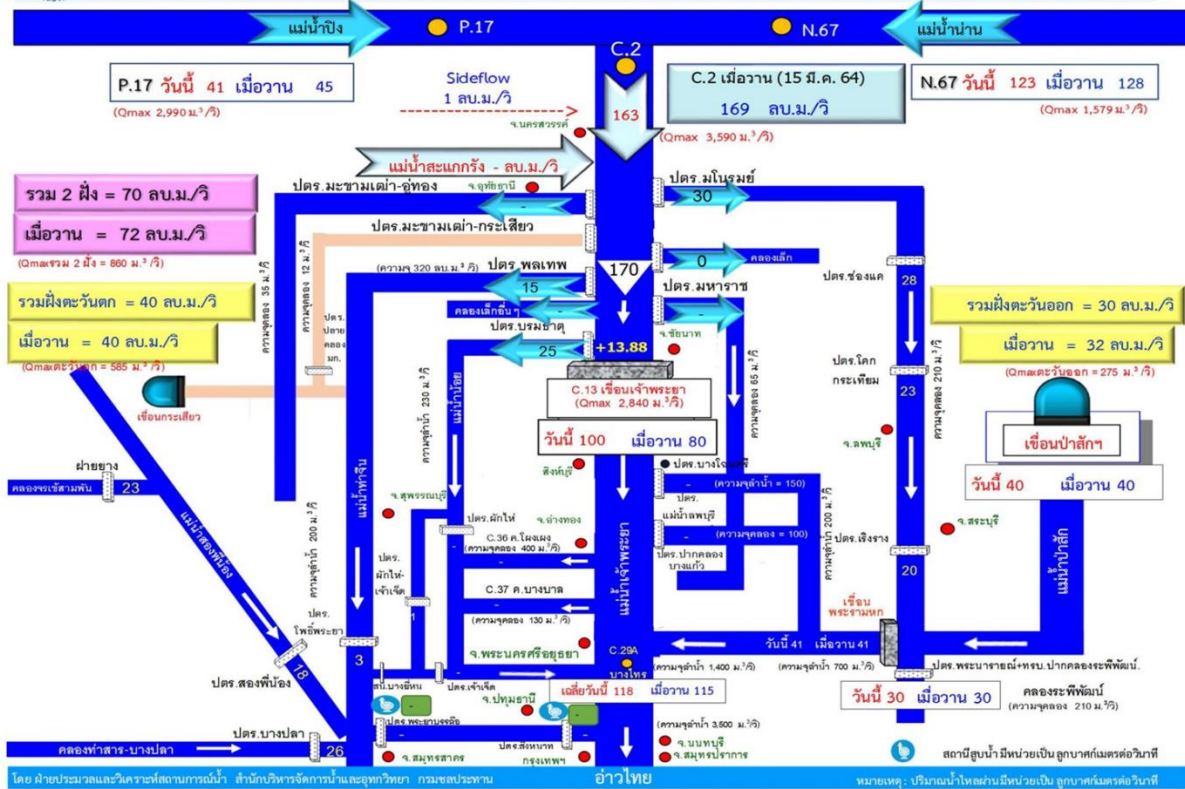 แม่น้ำปิง
P.17
C.2
N.67
แม่น้ำน่าน
P.17 วันนี้ 41 เมื่อวาน 45
(Qmax 2,990 ม.³/วิ)
Sideflow
1 ลบ.ม./วิ
จ.นครสวรรค์
163
C.2 เมื่อวาน (15 มี.ค. 64)
169 ลบ.ม./วิ
(Qmax 3,590 ม.³/วิ)
N.67 วันนี้ 123 เมื่อวาน 128
(Qmax 1,579 ม.³/วิ)
แม่น้ำสะแกกรัง - ลบ.ม./วิ
รวม 2 ฝั่ง = 70 ลบ.ม./วิ
เมื่อวาน = 72 ลบ.ม./วิ
(Qmaxรวม 2 ฝั่ง = 860 ม.³/วิ)
ปตร.มะขามเฒ่า-อู่ทอง
จ.อุทัยธานี
-
ปตร.มโนรมย์
30
ปตร.มะขามเฒ่า-กระเสียว
(ความจุ 320 ลบ.ม.³/วิ)
ปตร.พลเทพ
15
170
0
คลองเล็ก
ปตร.มหาราช
-
ปตร.ช่องแค
28
คลองเล็กอื่นๆ
-
ปตร.บรมธาตุ
25
+13.88
จ.ชัยนาท
รวมฝั่งตะวันตก = 40 ลบ.ม./วิ
เมื่อวาน = 40 ลบ.ม./วิ
(Qmaxตะวันตก = 585 ม.³/วิ)
รวมฝั่งตะวันออก = 30 ลบ.ม./วิ
เมื่อวาน = 32 ลบ.ม./วิ
(Qmaxตะวันออก = 275 ม.³/วิ)
ความจุคลอง 35 ม.³/วิ
ความจุคลอง 12 ม.³/วิ
ปตร.
ปลาย
คลอง
มก.
เขื่อนกระเสียว
C.13 เขื่อนเจ้าพระยา
(Qmax 2,840 ม.³/วิ)
วันนี้ 100 เมื่อวาน 80
ปตร.โคก
กระเทียม
23
ความจุคลอง 210 ม.³/วิ
ความจุคลอง 65 ม.³/วิ
ความจุลำน้ำ 230 ม.³/วิ
แม่น้ำน้อย
แม่น้ำท่าจีน
จ.ลพบุรี
เขื่อนป่าสักฯ
วันนี้ 40 เมื่อวาน 40
ฝายยาง
คลองจรเข้สามพัน
23
แม่น้ำสองพี่น้อง
จ.สุพรรณบุรี
สิงห์บุรี
ปตร.บางโฉมศรี
(ความจุลำน้ำ = 150)
ปตร.
แม่น้ำลพบุรี
(ความจุคลอง = 100)
ปตร.ปากคลอง
บางแก้ว
ความจุลำน้ำ 200 ม.³/วิ
ความจุลำน้ำ 200 ม.³/วิ
ปตร.ผักไห่
จ.อ่างทอง
C.36 ค.โผงเผง
(ความจุคลอง 400 ม.³/วิ)
-
C.37 ค.บางบาล
-
(ความจุคลอง 130 ม.³/วิ)
แม่น้ำเจ้าพระยา
ปตร.
ผักไห่-
เจ้าเจ็ด
ปตร.เริงราง
20
จ.สระบุรี
แม่น้ำป่าสัก
เขื่อน
พระรามหก
ปตร.
โพธิ์พระยา
3
18
ปตร.สองพี่น้อง
จ.พระนครศรีอยุธยา
C.29A
บางไทร
วันนี้ 41 เมื่อวาน 41
(ความจุลำน้ำ 1,400 ม.³/วิ)
(ความจุลำน้ำ 700 ม.³/วิ)
ปตร.พระนารายณ์+ทรบ.ปากคลองระพีพัฒน์.
วันนี้ 30 เมื่อวาน 30
คลองระพีพัฒน์
(ความจุคลอง 210 ม.³/วิ)
สน.บางยี่หน
ปตร.เจ้าเจ็ด
เฉลี่ยวันนี้ 118 เมื่อวาน 115
จ.ปทุมธานี
ปตร.พระยาบรรลือ
-
-
ปตร.สิงหนาท
(ความจุลำน้ำ 3,500 ม.³/วิ)
ปตร.บางปลา
คลองท่าสาร-บางปลา
26
จ.สมุทรสาคร
กรุงเทพฯ
จ.นนทบุรี
จ.สมุทรปราการ
สถานีสูบน้ำ มีหน่วยเป็น ลูกบาศก์เมตรต่อวินาที
โดย ฝ่ายประมวลและวิเคราะห์สถานการณ์น้ำ สำนักบริหารจัดการน้ำและอุทกวิทยา กรมชลประทาน
อ่าวไทย
หมายเหตุ: ปริมาณน้ำไหลผ่านมีหน่วยเป็น ลูกบาศก์เมตรต่อวินาที